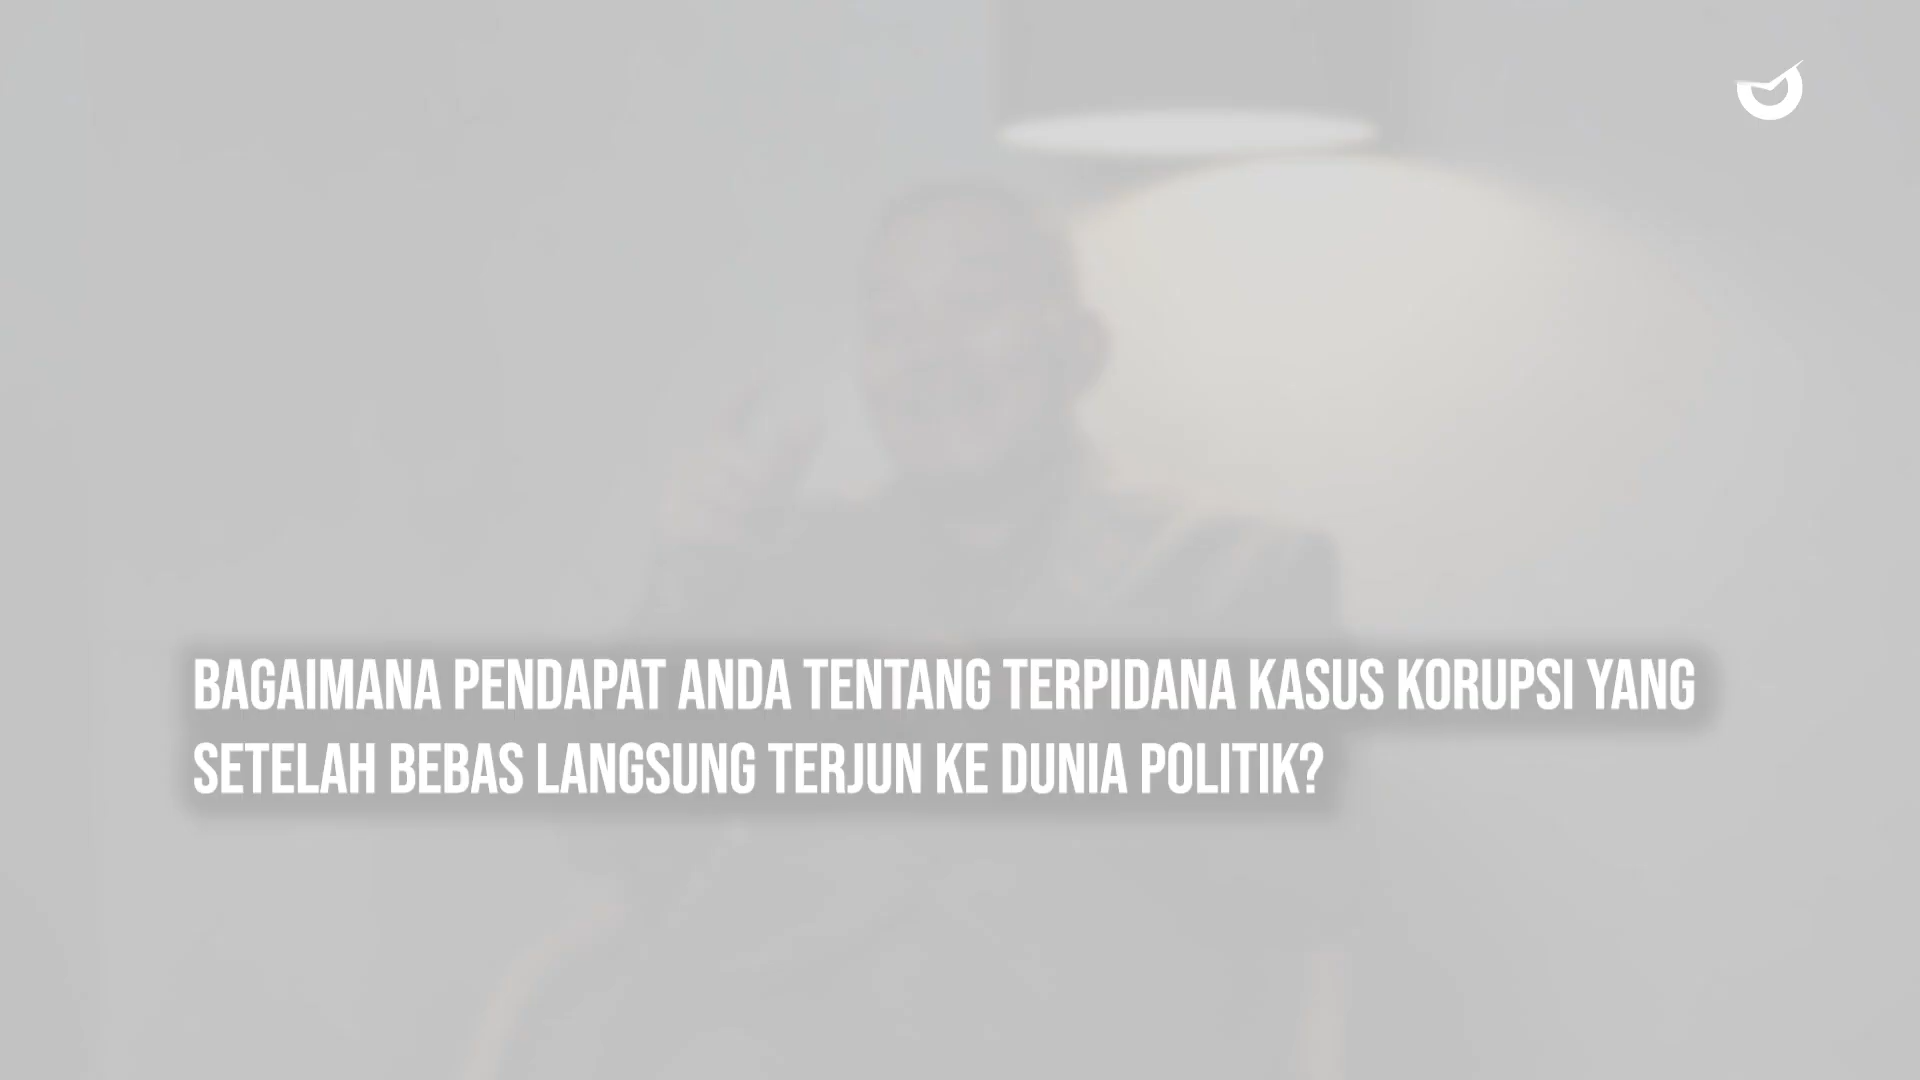 BAGAIMANA PENDAPAT ANDA TENTANG TERPIDANA KASUS KORUPSI YANG
SETELAH BEBAS LANGSUNG TERJUN KE DUNIA POLITIK?